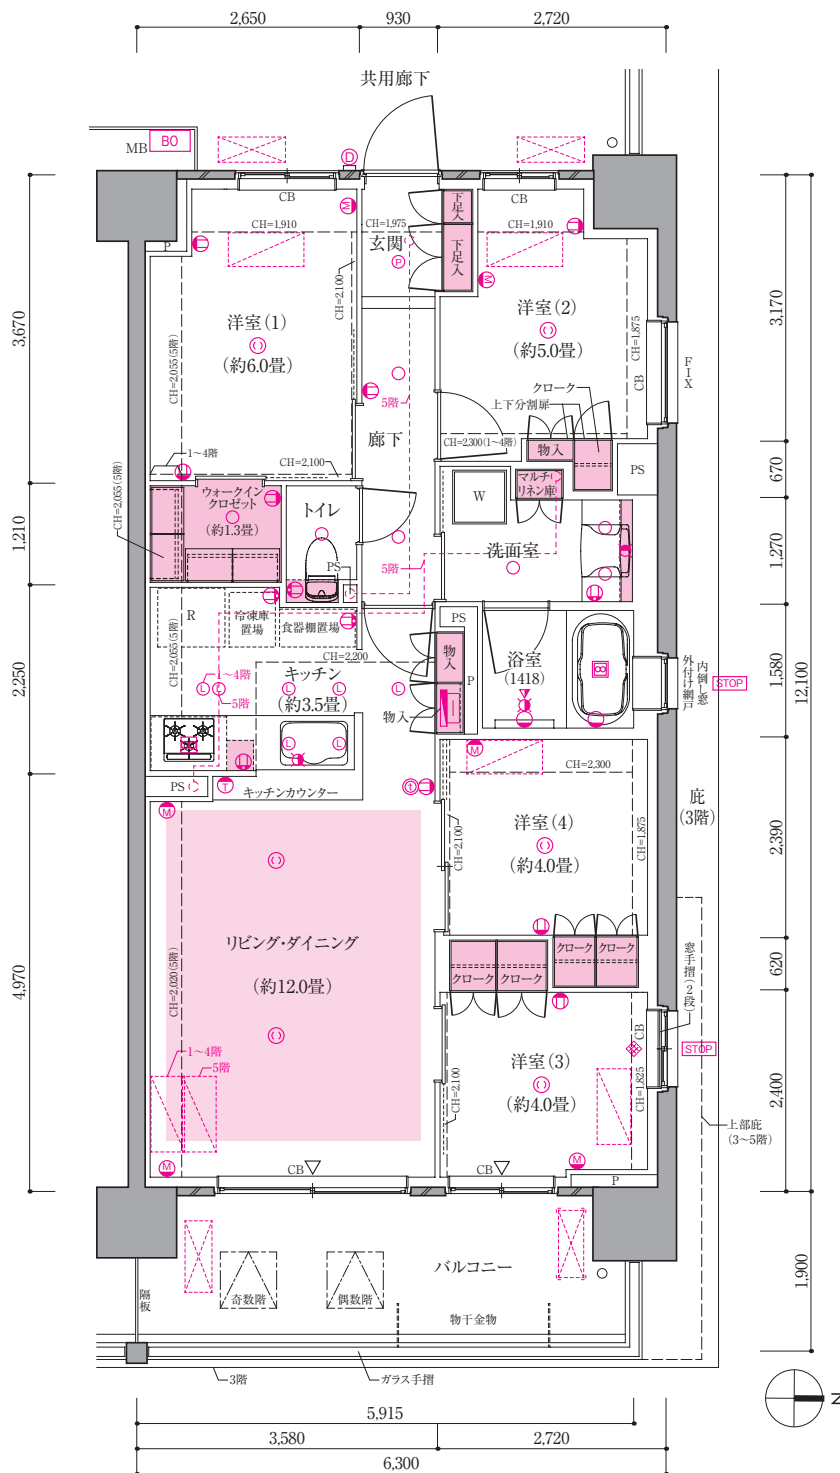 2,650
930
2,720
共用廊下
MB
BO
D
CB
CB
P
M
CH=1,910
CH=1,975
玄関
P
下足入
下足入
CH=1,910
M
CH=2,100
3,670
洋室(1)
(約6.0畳)
CH=2,055(5階)
洋室(2)
(約5.0畳)
CH=1,875
CB
FIX
3,170
5階
廊下
クローク
上下分割扉
CH=2,300(1〜4階)
物入
1〜4階
CH=2,100
670
PS
CH=2,055(5階)
ウォークイン
クロゼット
(約1.3畳)
トイレ
W
マルチ
リネン庫
洗面室
1,210
1,270
PS
5階
R
冷凍庫
置場
食器棚置場
CH=2,055(5階)
CH=2,200
PS
物入
P
浴室
(1418)
内倒し窓
外付け網戸
STOP
1,580
12,100
2,250
1〜4階
L
L
L
L
L
5階
キッチン
(約3.5畳)
物入
L
L
PS
T
キッチンカウンター
t
M
CH=2,300
庇
(3階)
M
洋室(4)
(約4.0畳)
CH=2,100
CH=1,875
2,390
リビング・ダイニング
(約12.0畳)
CH=2,020(5階)
4,970
クローク
クローク
クローク
クローク
窓手摺(2段)
620
CB
STOP
洋室(3)
(約4.0畳)
CH=2,100
CH=1,825
2,400
1〜4階
5階
上部庇
(3〜5階)
M
CB
CB
M
P
バルコニー
隔板
奇数階
偶数階
物干金物
1,900
3階
ガラス手摺
N
5,915
3,580
2,720
6,300